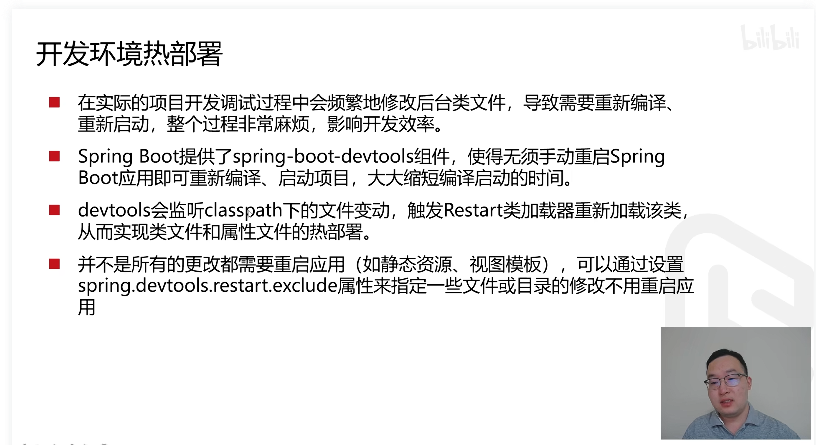 bilibili
开发环境热部署
在实际的项目开发调试过程中会频繁地修改后台类文件，导致需要重新编译、
重新启动，整个过程非常麻烦，影响开发效率。
Spring Boot提供了spring-boot-devtools组件，使得无须手动重启Spring
Boot应用即可重新编译、启动项目，大大缩短编译启动的时间。
devtools会监听classpath下的文件变动，触发Restart类加载器重新加载该类，
从而实现类文件和属性文件的热部署。
并不是所有的更改都需要重启应用（如静态资源、视图模板），可以通过设置
spring.devtools.restart.exclude属性来指定一些文件或目录的修改不用重启应
用